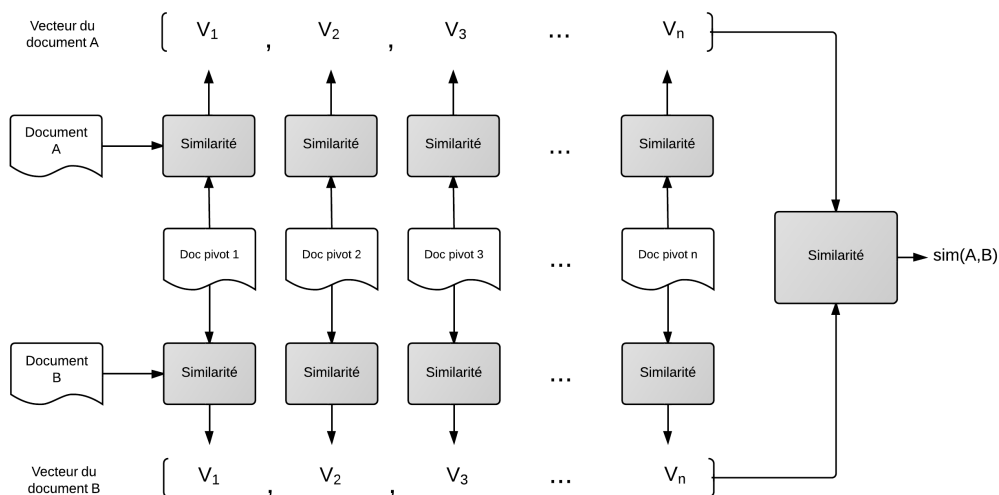 Vecteur du
document A
V1 , V2 , V3 ... Vn
Document
A
Similarité Similarité Similarité ... Similarité
Doc pivot 1 Doc pivot 2 Doc pivot 3 ... Doc pivot n
Similarité
sim(A,B)
Document
B
Similarité Similarité Similarité ... Similarité
Vecteur du
document B
V1 , V2 , V3 ... Vn